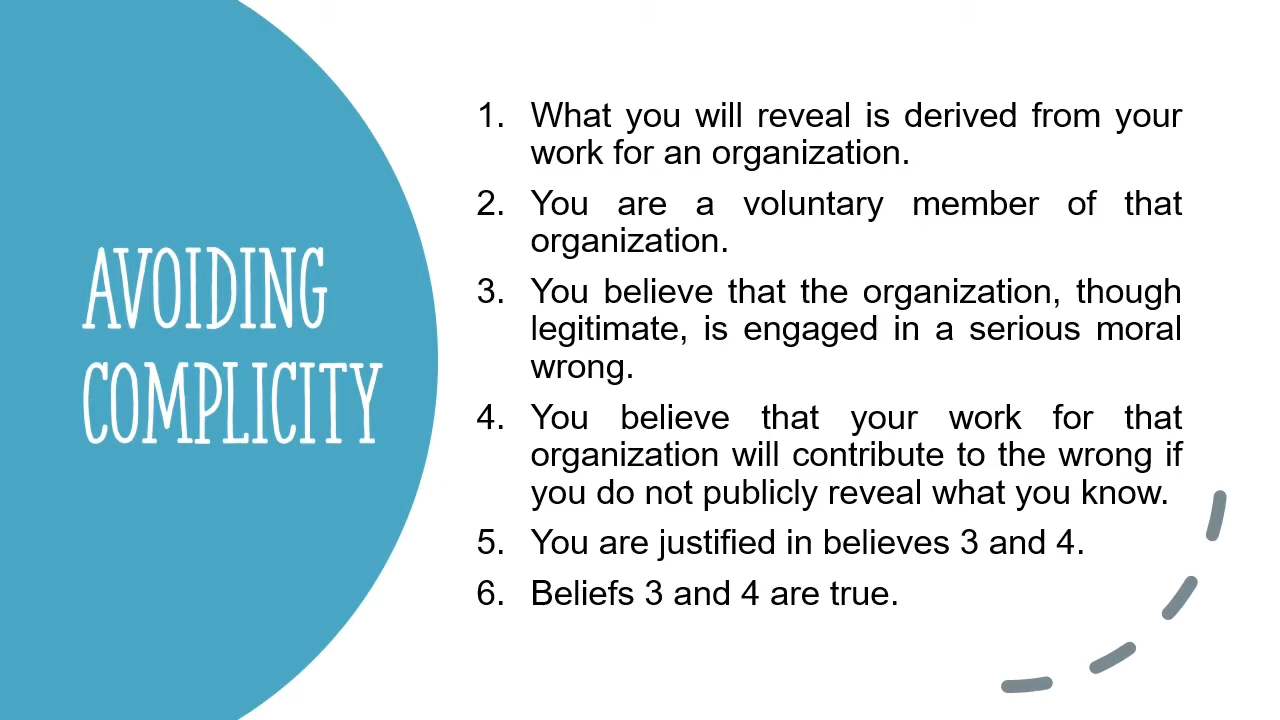 AVOIDING
COMPLICITY
1. What you will reveal is derived from your
work for an organization.
2. You are a voluntary member of that
organization.
3. You believe that the organization, though
legitimate, is engaged in a serious moral
wrong.
4. You believe that your work for that
organization will contribute to the wrong if
you do not publicly reveal what you know.
5. You are justified in believes 3 and 4.
6. Beliefs 3 and 4 are true.